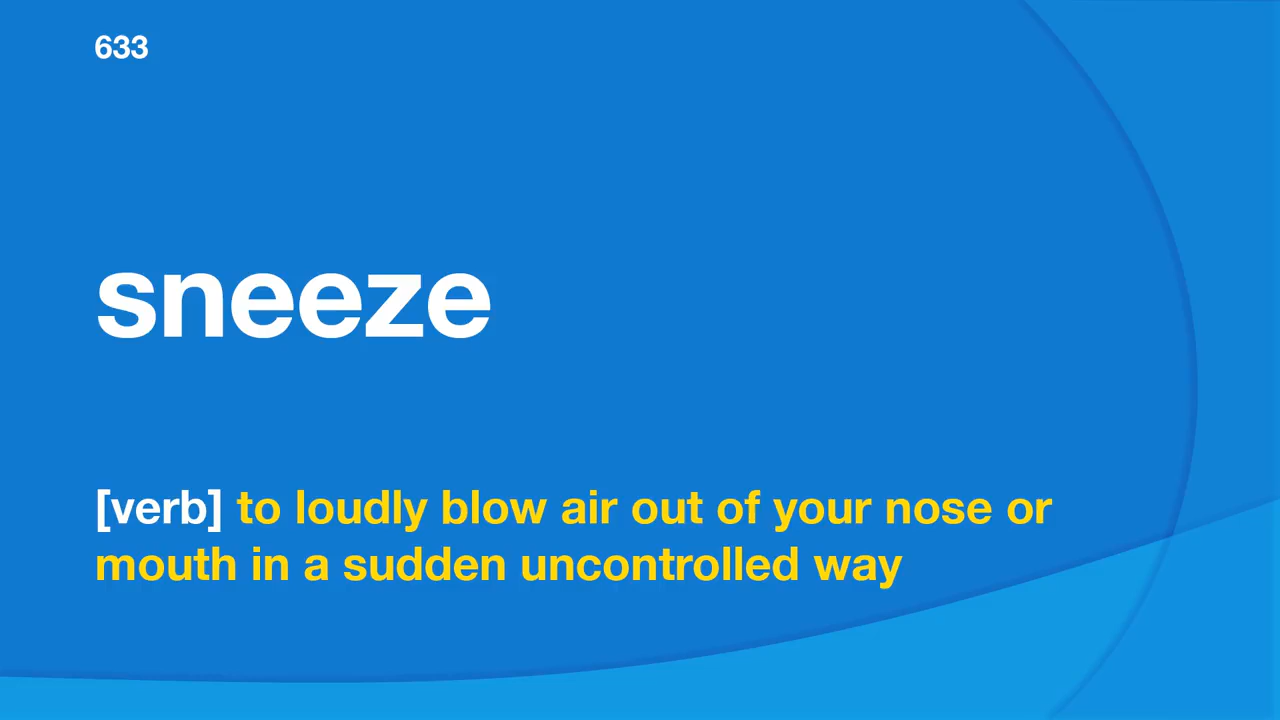 633
sneeze
[verb] to loudly blow air out of your nose or
mouth in a sudden uncontrolled way